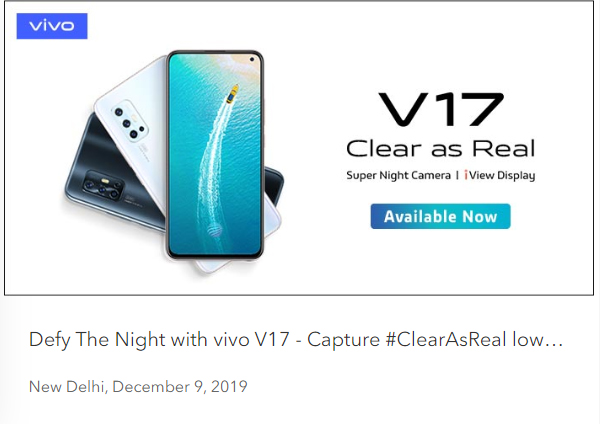 vivo
V17
Clear as Real
Super Night Camera | iView Display
Available Now
Defy The Night with vivo V17 - Capture #ClearAsReal low…
New Delhi, December 9, 2019